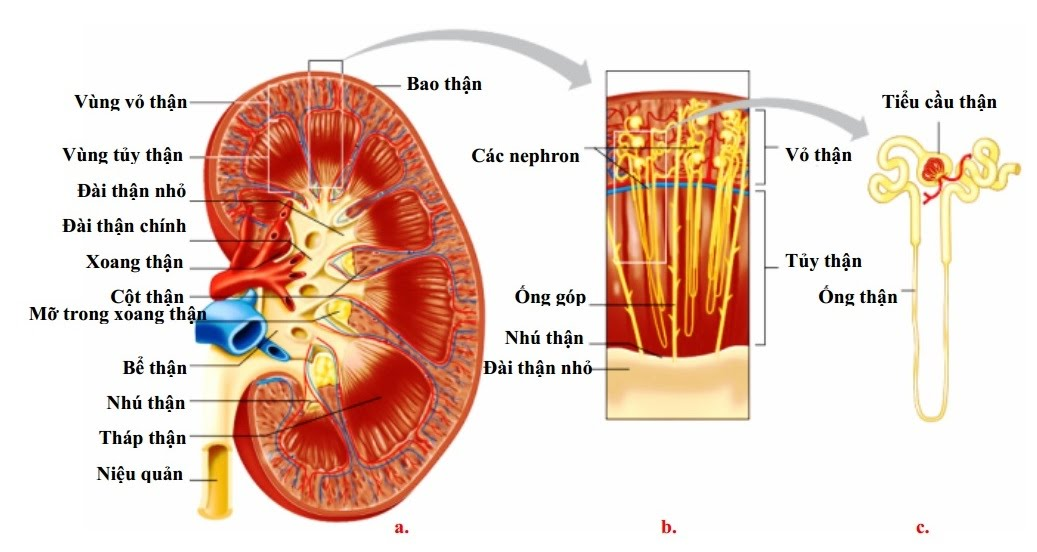 Bao thận
Vùng vỏ thận
Vùng tủy thận
Đài thận nhỏ
Đài thận chính
Xoang thận
Cột thận
Mỡ trong xoang thận
Bể thận
Nhú thận
Tháp thận
Niệu quản
a.
Các nephron
Vỏ thận
Tủy thận
Ống góp
Nhú thận
Đài thận nhỏ
b.
Tiểu cầu thận
Ống thận
c.